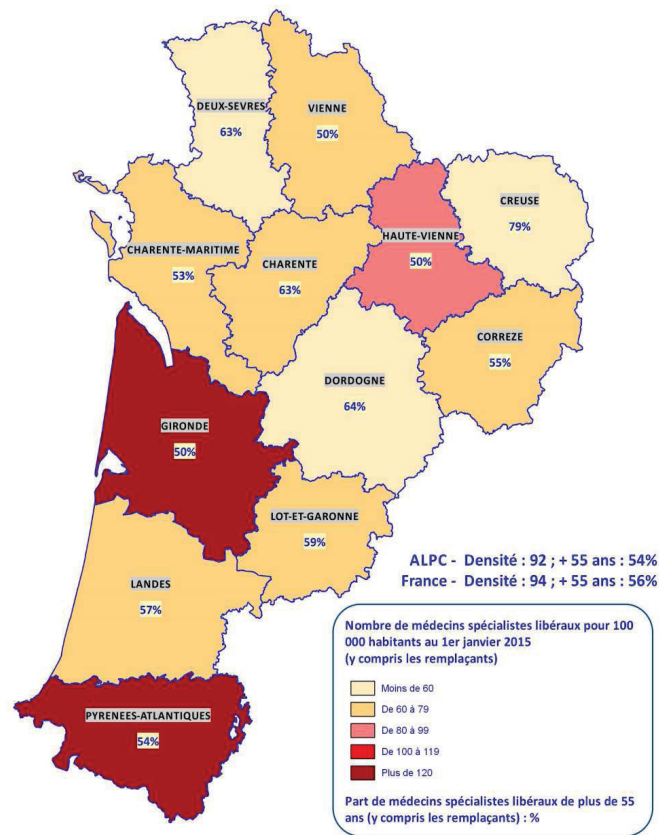 DEUX-SEVRES
63%
VIENNE
50%
CREUSE
79%
HAUTE-VIENNE
50%
CHARENTE-MARITIME
53%
CHARENTE
63%
CORREZE
55%
DORDOGNE
64%
GIRONDE
50%
LOT-ET-GARONNE
59%
ALPC - Densité : 92 ; + 55 ans : 54%
France - Densité : 94 ; + 55 ans : 56%
LANDES
57%
PYRENEES-ATLANTIQUES
54%
Nombre de médecins spécialistes libéraux pour 100
000 habitants au 1er janvier 2015
(y compris les remplaçants)
Moins de 60
De 60 à 79
De 80 à 99
De 100 à 119
Plus de 120
Part de médecins spécialistes libéraux de plus de 55
ans (y compris les remplaçants) : %